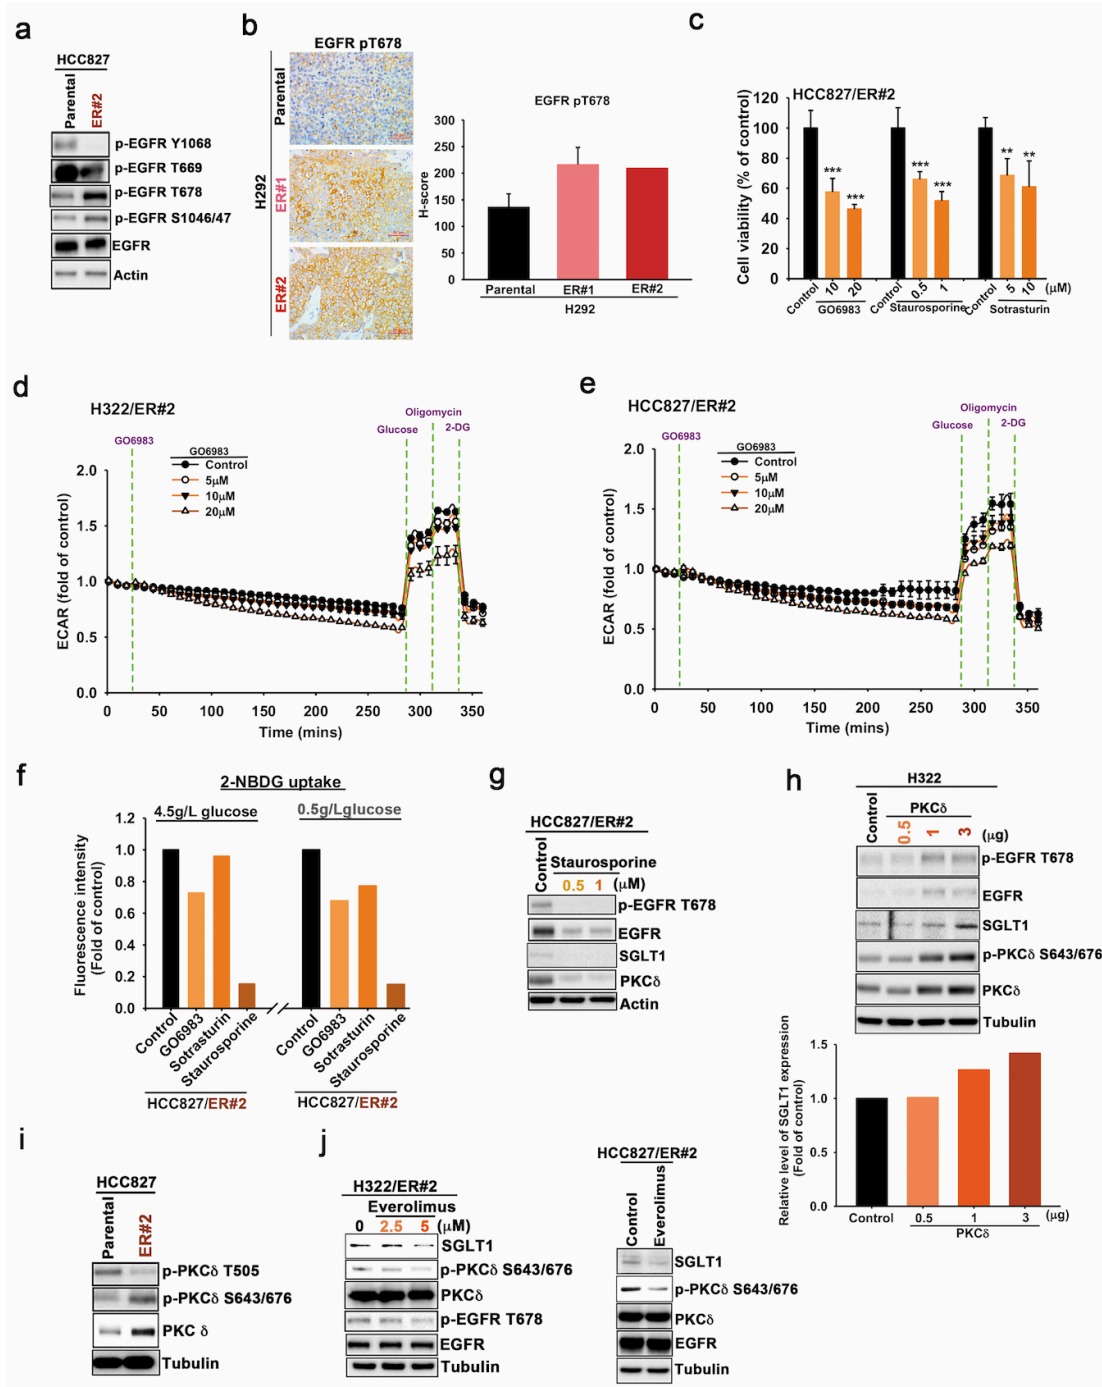 a
HCC827
Parental
ER#2
p-EGFR Y1068
p-EGFR T669
p-EGFR T678
p-EGFR S1046/47
EGFR
Actin
b
EGFR pT678
H292
Parental
ER#1
ER#2
EGFR pT678
H-score
300
250
200
150
100
50
0
Parental
ER#1
ER#2
H292
c
HCC827/ER#2
Cell viability (% of control)
120
100
80
60
40
20
0
***
***
***
***
**
**
Control
10
20
Control
0.5
1
Control
5
10
(μM)
GO6983
Staurosporine
Sotrasturin
d
H322/ER#2
GO6983
Glucose
Oligomycin
2-DG
GO6983
Control
5μM
10μM
20μM
ECAR (fold of control)
2.0
1.5
1.0
0.5
0.0
0
50
100
150
200
250
300
350
Time (mins)
e
HCC827/ER#2
GO6983
Glucose
Oligomycin
2-DG
GO6983
Control
5μM
10μM
20μM
ECAR (fold of control)
2.0
1.5
1.0
0.5
0.0
0
50
100
150
200
250
300
350
Time (mins)
f
2-NBDG uptake
4.5g/L glucose
0.5g/Lglucose
Fluorescence intensity
(Fold of control)
1.2
1.0
0.8
0.6
0.4
0.2
0.0
Control
GO6983
Sotrasturin
Staurosporine
Control
GO6983
Sotrasturin
Staurosporine
HCC827/ER#2
HCC827/ER#2
g
HCC827/ER#2
Control
Staurosporine
0.5 1 (μM)
p-EGFR T678
EGFR
SGLT1
PKCδ
Actin
h
H322
Control
PKCδ
0.5
1
3
(μg)
p-EGFR T678
EGFR
SGLT1
p-PKCδ S643/676
PKCδ
Tubulin
Relative level of SGLT1 expression
(Fold of control)
1.5
1.0
0.5
0.0
Control
0.5
1
3
(μg)
PKCδ
i
HCC827
Parental
ER#2
p-PKCδ T505
p-PKCδ S643/676
PKC δ
Tubulin
j
H322/ER#2
Everolimus
0 2.5 5 (μM)
SGLT1
p-PKCδ S643/676
PKCδ
p-EGFR T678
EGFR
Tubulin
HCC827/ER#2
Control
Everolimus
SGLT1
p-PKCδ S643/676
PKCδ
EGFR
Tubulin